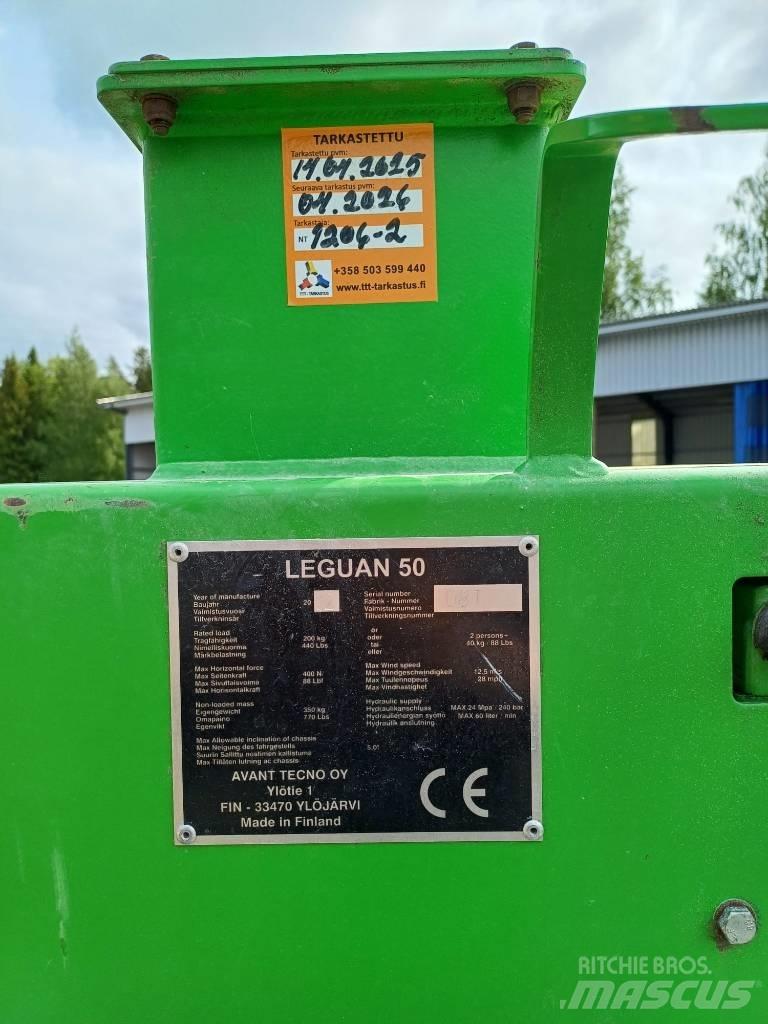 TARKASTETTU
Tarkastettu pvm:
14.04.2025
Seuraava tarkastus pvm:
04.2026
Tarkastaja:
NT 1206-2
TTT - TARKASTUS
+358 503 599 440
www.ttt-tarkastus.fi
LEGUAN 50
Year of manufacture
Baujahr
Valmistusvuosi
Tillverkninsår
20
Serial number
Fabrik - Nummer
Valmistusnumero
Tillverkningsnummer
Rated load
Tragfähigkeit
Nimelliskuorma
Märkbelastning
200 kg
440 Lbs
or
oder
tai
eller
2 persons -
40 kg - 88 Lbs
Max Horizontal force
Max Seitenkraft
Max Sivuttaisvoima
Max Horisontalkraft
400 N
88 Lbf
Max Wind speed
Max Windgeschwindigkeit
Max Tuulennopeus
Max Vindhastighet
12.5 m/s
28 mph
Non-loaded mass
Eigengewicht
Omapaino
Egenvikt
350 kg
770 Lbs
Hydraulic supply
Hydraulikanschluss
Hydraulienergian syöttö
Hydraulik anslutning
MAX 24 Mpa / 240 bar
MAX 60 liter / min
Max Allowable inclination of chassis
Max Neigung des fahrgestells
Suurin Sallittu nostimen kallistuma
Max Tillåten lutning ac chassis
AVANT TECNO OY
Ylötie 1
FIN - 33470 YLÖJÄRVI
Made in Finland
CE
RITCHIE BROS.
MASCUS